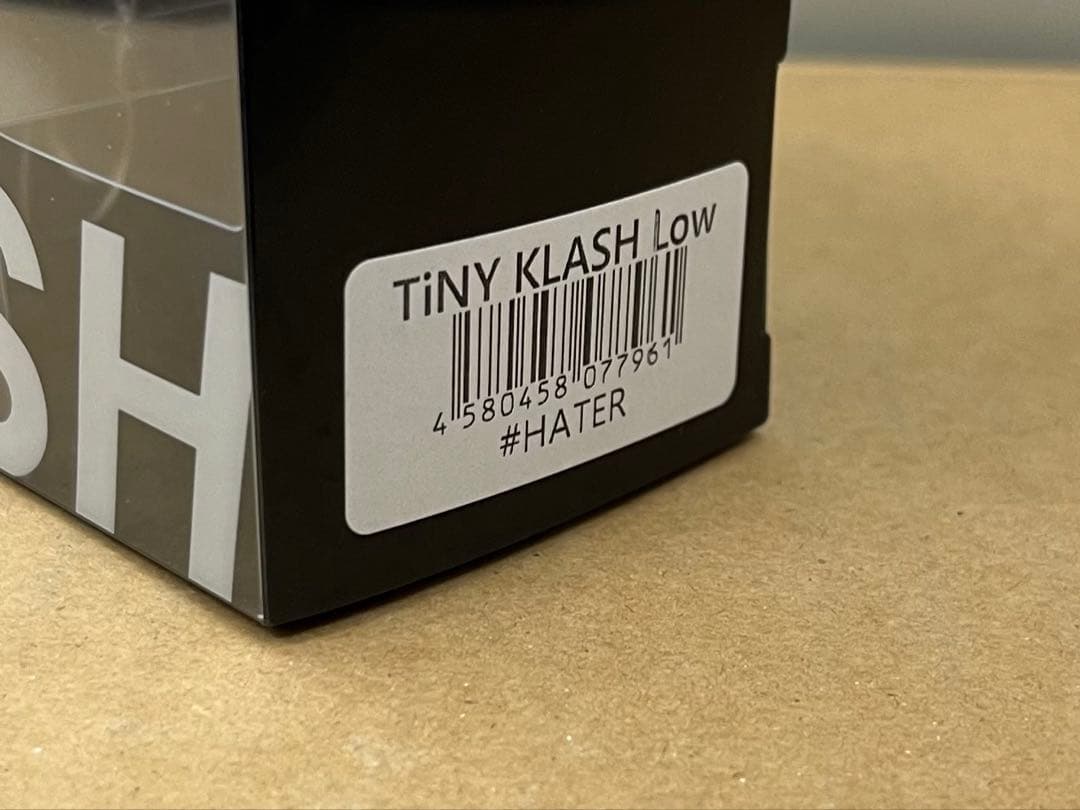 SH
TiNY KLASH Low
4 580458 077961
#HATER